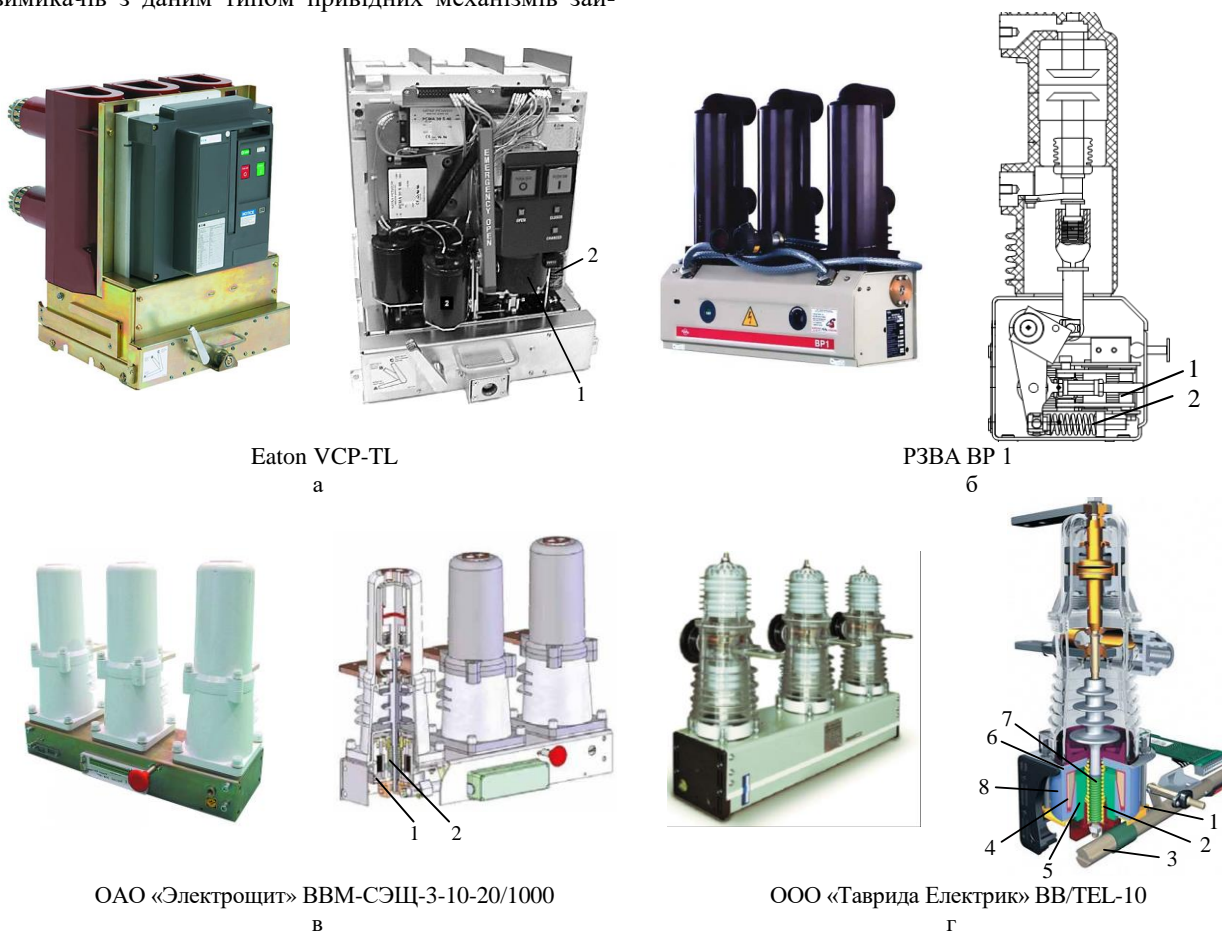 вимикачів з даним типом привідних механізмів зай-
EMERGENCY OPEN
2
2
1
BP1
1
2
Eaton VCP-TL
а
РЗВА ВР 1
б
1
2
7
6
8
4
5
3
2
1
ОАО «Электрощит» ВВМ-СЭЩ-3-10-20/1000
в
ООО «Таврида Електрик» BB/TEL-10
г